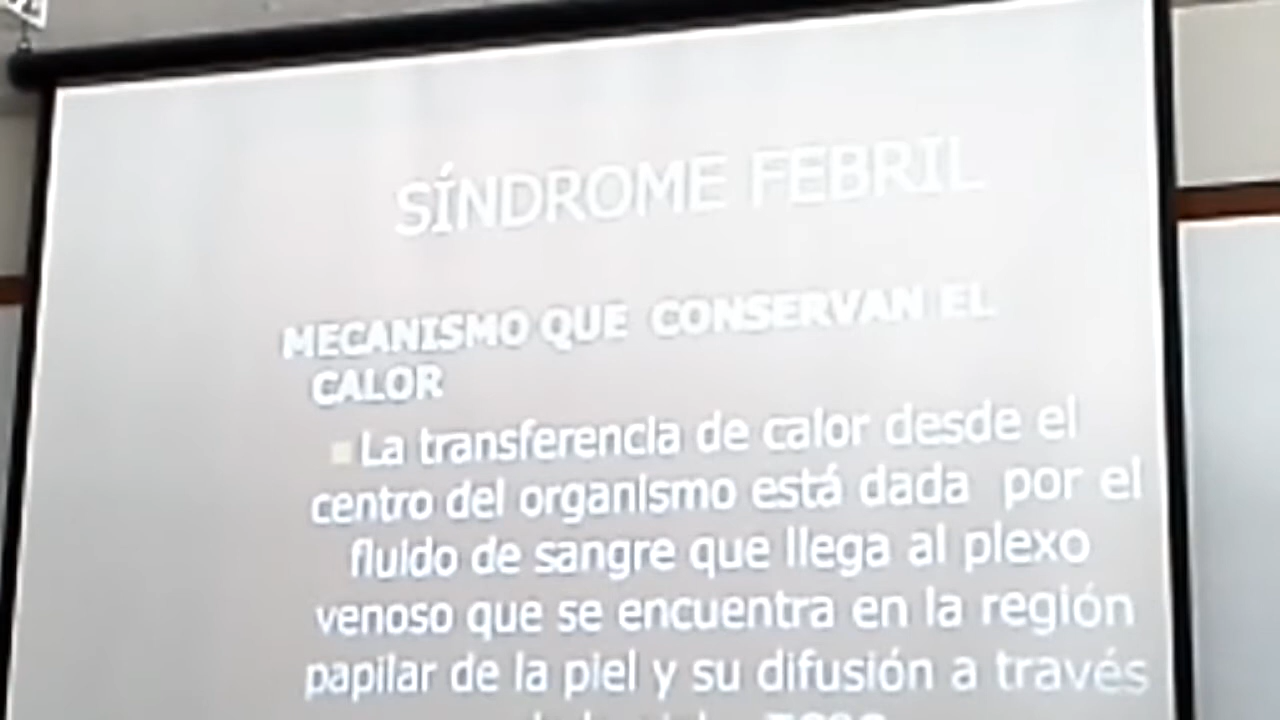 SÍNDROME FEBRIL
MECANISMO QUE CONSERVAN EL
CALOR
La transferencia de calor desde el
centro del organismo está dada por el
fluido de sangre que llega al plexo
venoso que se encuentra en la región
papilar de la piel y su difusión a través